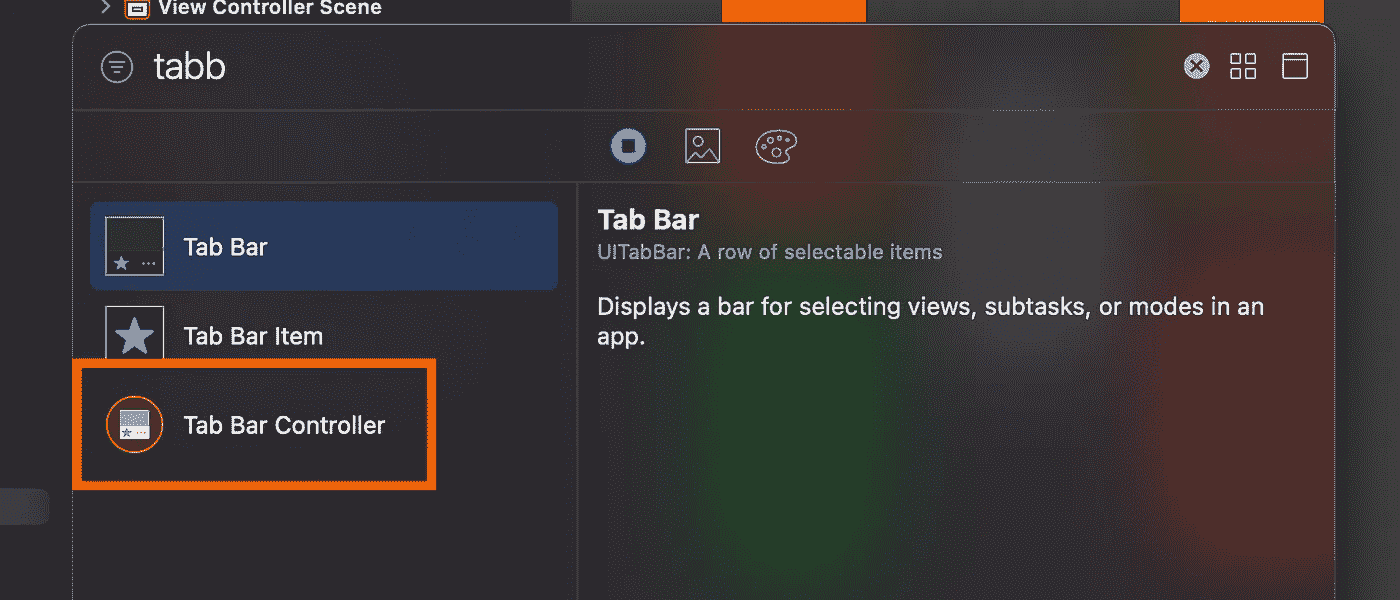 View Controller Scene
tabb
Tab Bar
Tab Bar Item
Tab Bar Controller
Tab Bar
UITabBar: A row of selectable items
Displays a bar for selecting views, subtasks, or modes in an
app.